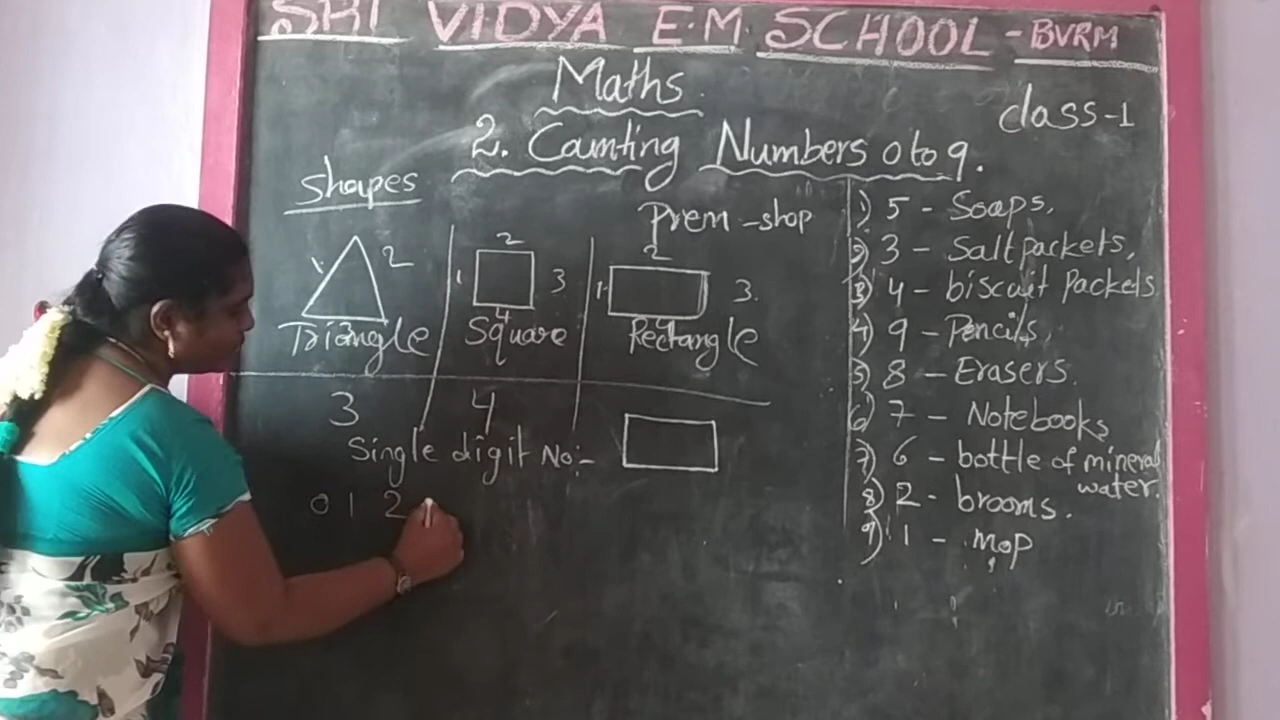 SRI VIDYA E.M SCHOOL - BVRM
Maths
class-1
2. Counting Numbers 0 to 9.
Shapes
Prem - shop
1 2
2
1 3
2
1 3.
3
4
4
Triangle
Square
Rectangle
3 4
Single digit No:-
0 1 2
1) 5 - Soaps,
2) 3 - Salt packets,
3) 4 - biscuit Packets
4) 9 - Pencils,
5) 8 - Erasers.
6) 7 - Notebooks
7) 6 - bottle of mineral
water.
8) 2 - brooms.
9) 1 - mop